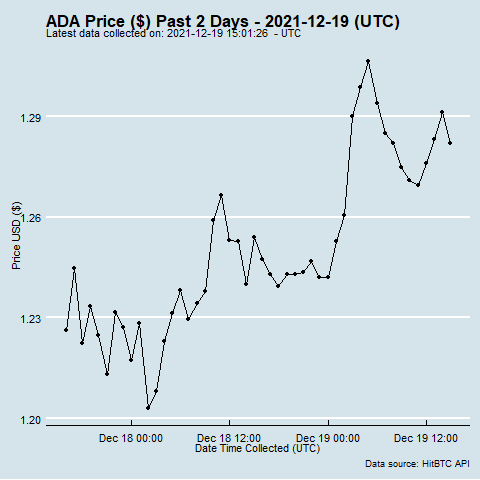 ADA Price ($) Past 2 Days - 2021-12-19 (UTC)
Latest data collected on: 2021-12-19 15:01:26 - UTC
1.29
1.26
1.23
1.20
Price USD ($)
Dec 18 00:00
Dec 18 12:00
Dec 19 00:00
Dec 19 12:00
Date Time Collected (UTC)
Data source: HitBTC API